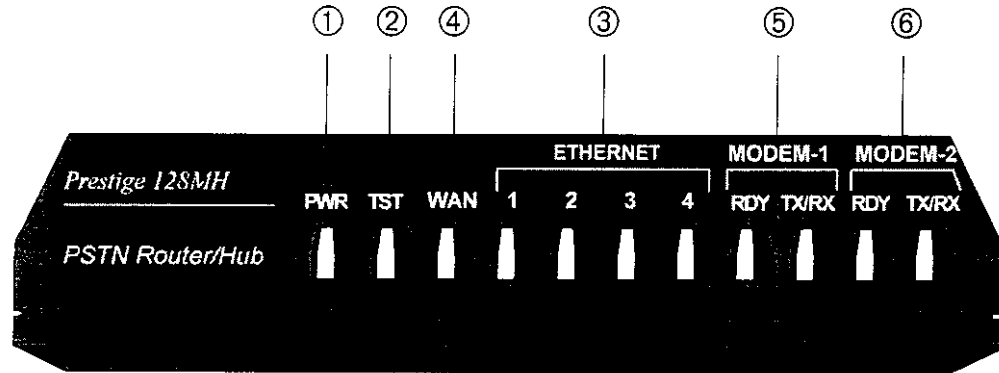 ① ② ④ ③ ⑤ ⑥
ETHERNET MODEM-1 MODEM-2
Prestige 128MH
PWR TST WAN 1 2 3 4 RDY TX/RX RDY TX/RX
PSTN Router/Hub